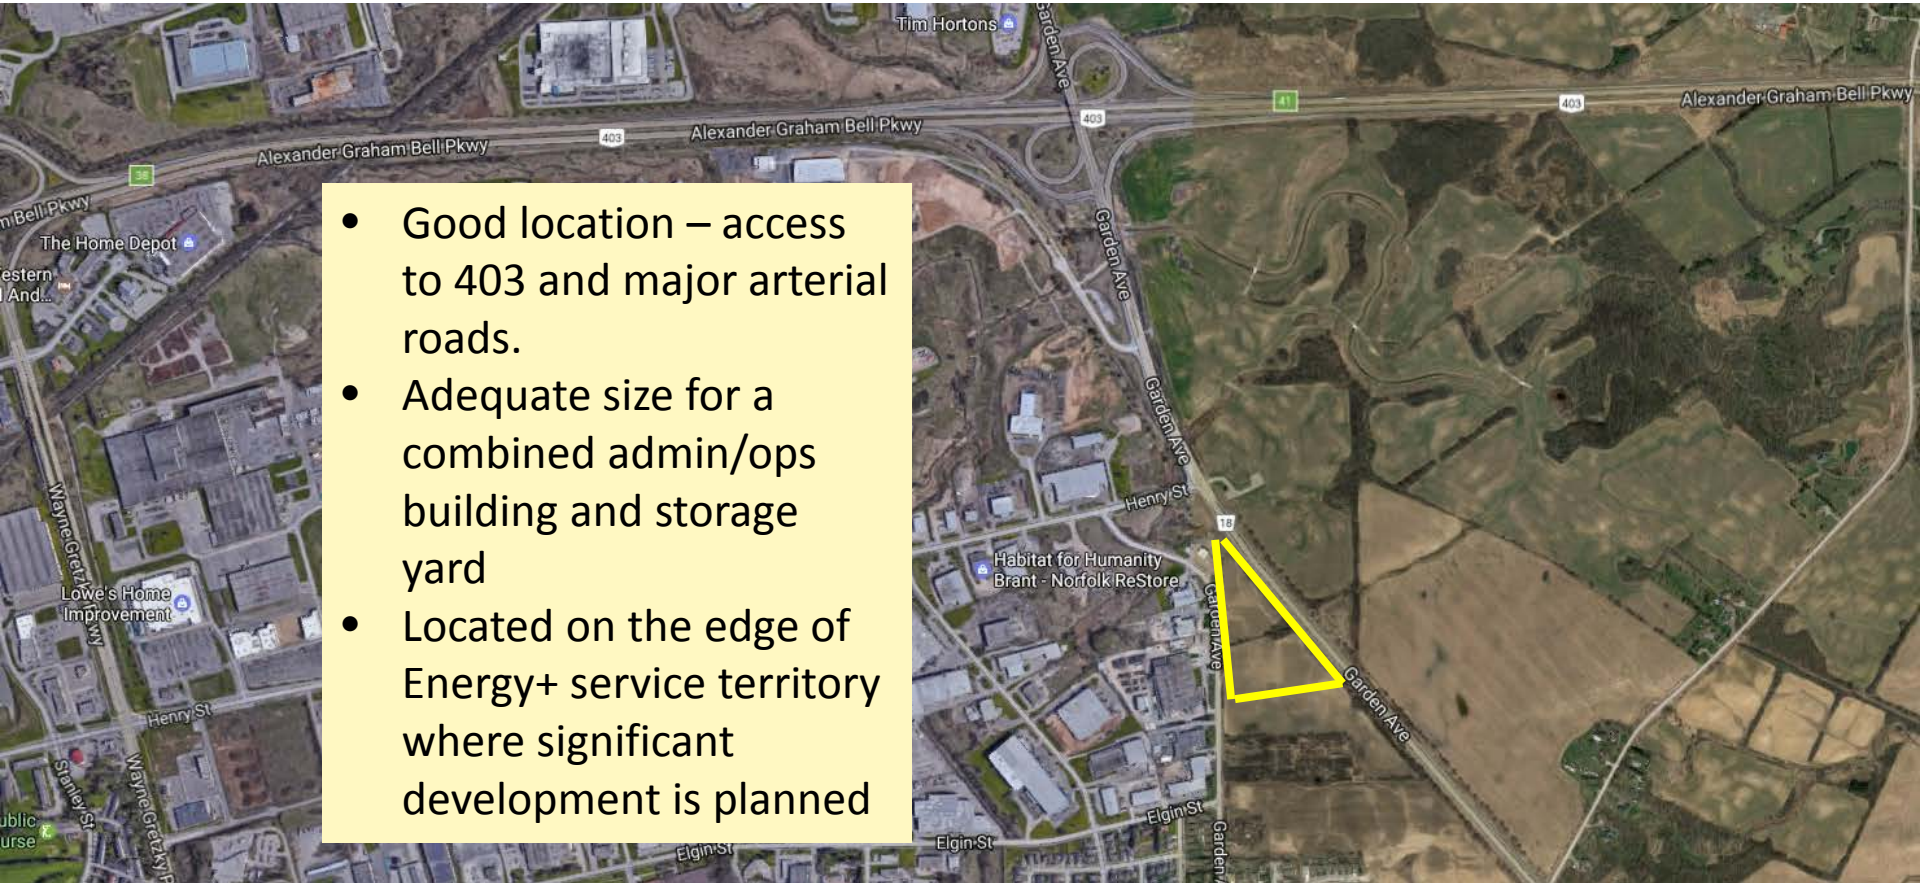 Tim Hortons
Garden Ave
41
403
Alexander Graham Bell Pkwy
403
Alexander Graham Bell Pkwy
403
Alexander Graham Bell Pkwy
38
m Bell Pkwy
The Home Depot
estern
l And...
Garden Ave
• Good location – access
to 403 and major arterial
roads.
• Adequate size for a
combined admin/ops
building and storage
yard
• Located on the edge of
Energy+ service territory
where significant
development is planned
Garden Ave
Henry St
18
Habitat for Humanity
Brant - Norfolk ReStore
Garden Ave
Garden Ave
Wayne Gretzky Pkwy
Lowe's Home
Improvement
Henry St
Stanley St
Wayne Gretzky P
ublic
urse
Elgin St
Elgin St
Elgin St
Garden A